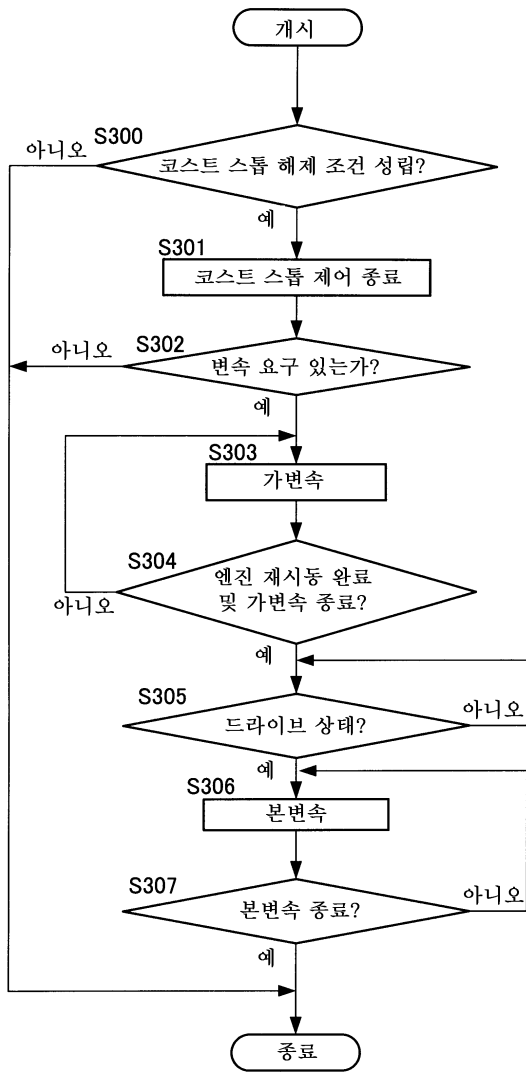 개시
S300
아니오
코스트 스톱 해제 조건 성립?
예
S301
코스트 스톱 제어 종료
아니오
S302
변속 요구 있는가?
예
S303
가변속
S304
엔진 재시동 완료
및 가변속 종료?
아니오
예
S305
드라이브 상태?
아니오
예
S306
본변속
S307
본변속 종료?
아니오
예
종료